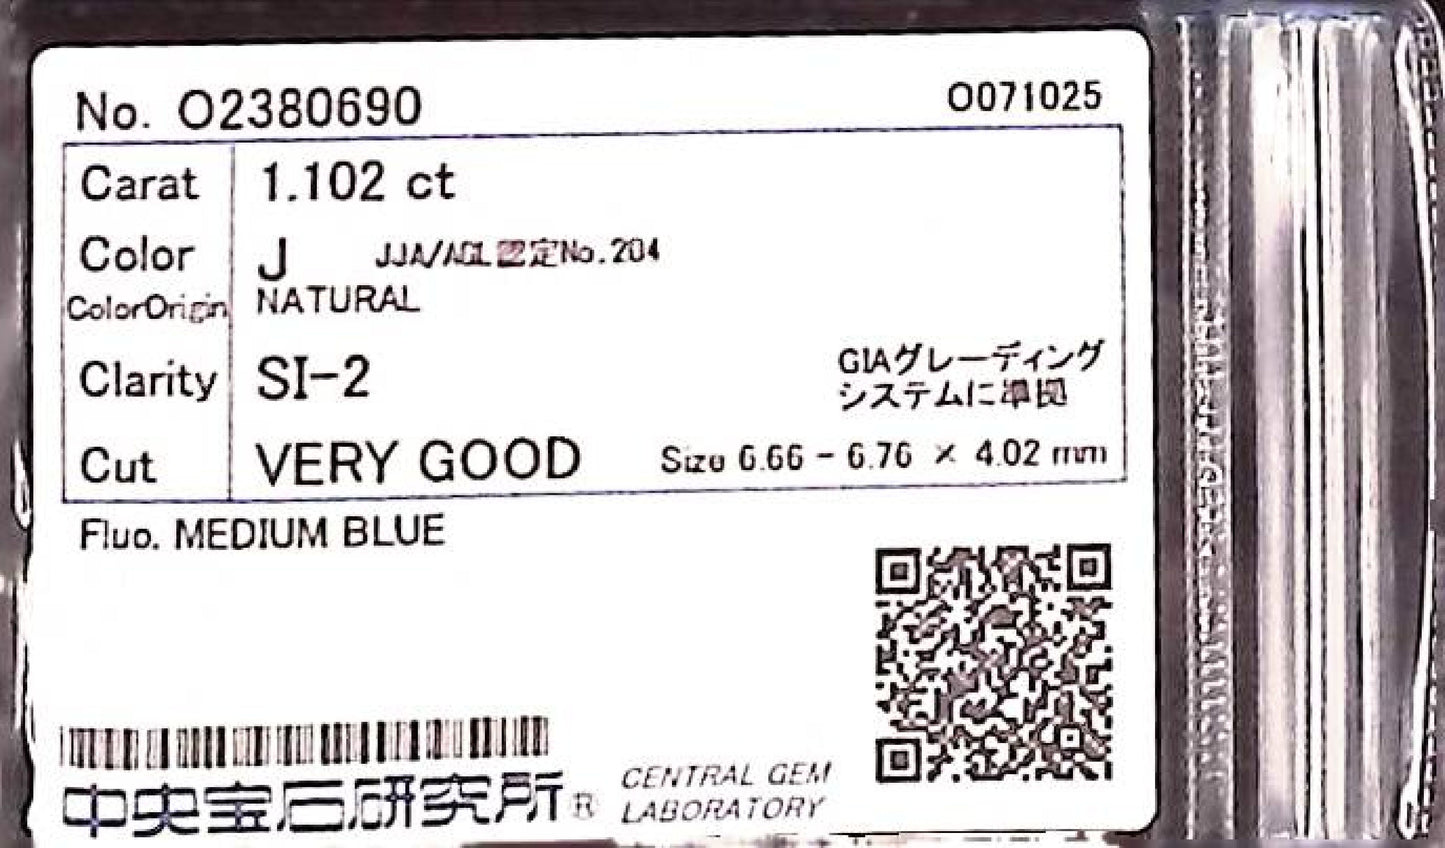 No. O2380690 O071025
Carat 1.102 ct
Color J JJA/AGL認定No.204
ColorOrigin NATURAL
GIAグレーディング
Clarity SI-2
システムに準拠
Cut VERY GOOD Size 6.66 - 6.76 × 4.02 mm
Fluo. MEDIUM BLUE
中央宝石研究所® CENTRAL GEM
LABORATORY